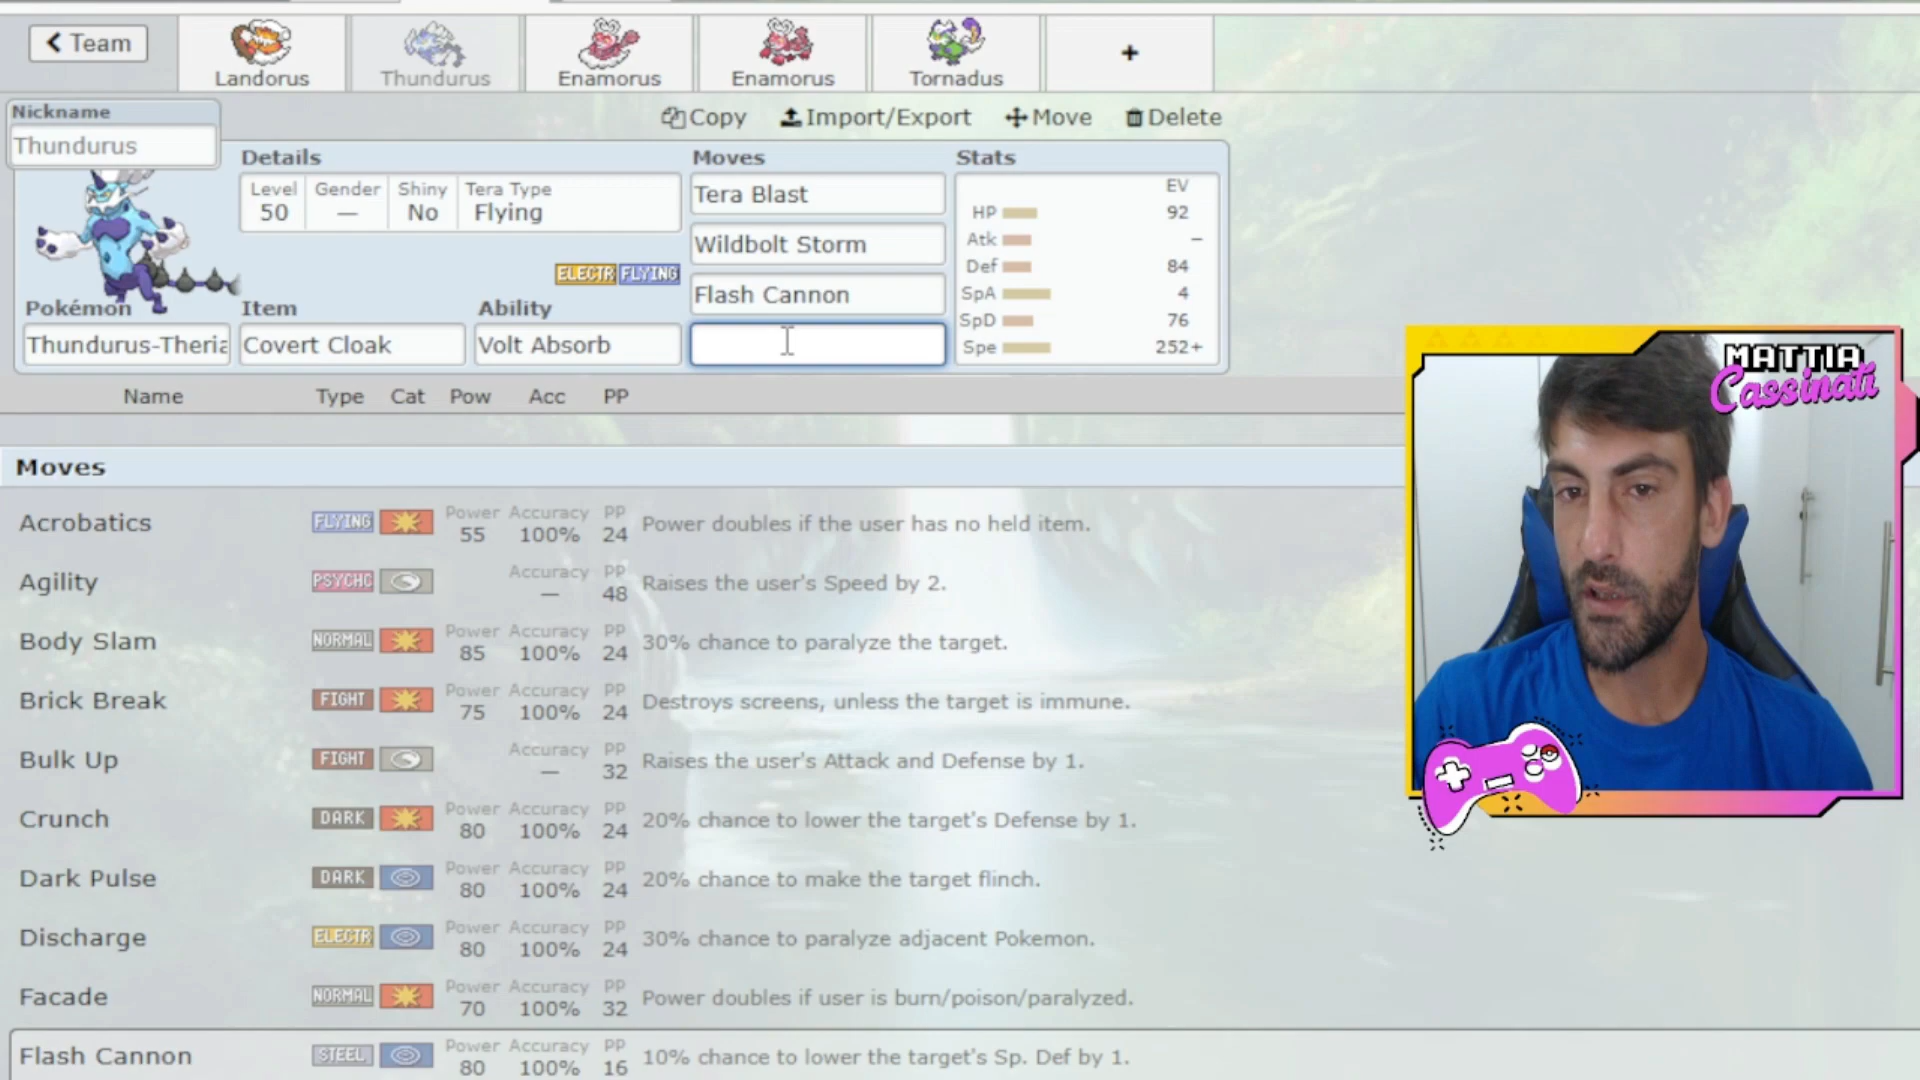 Team
Landorus
Thundurus
Enamorus
Enamorus
Tornadus
+
Nickname
Thundurus
Copy
Import/Export
Move
Delete
Details
Moves
Stats
Level
Gender
Shiny
Tera Type
50
—
No
Flying
Tera Blast
Wildbolt Storm
Flash Cannon
EV
HP 92
Atk –
Def 84
SpA 4
SpD 76
Spe 252+
ELECTR FLYING
Pokémon
Item
Ability
Thundurus-Theria
Covert Cloak
Volt Absorb
Name Type Cat Pow Acc PP
Moves
Acrobatics FLYING Power 55 Accuracy 100% PP 24 Power doubles if the user has no held item.
Agility PSYCHC Accuracy — PP 48 Raises the user's Speed by 2.
Body Slam NORMAL Power 85 Accuracy 100% PP 24 30% chance to paralyze the target.
Brick Break FIGHT Power 75 Accuracy 100% PP 24 Destroys screens, unless the target is immune.
Bulk Up FIGHT Accuracy — PP 32 Raises the user's Attack and Defense by 1.
Crunch DARK Power 80 Accuracy 100% PP 24 20% chance to lower the target's Defense by 1.
Dark Pulse DARK Power 80 Accuracy 100% PP 24 20% chance to make the target flinch.
Discharge ELECTR Power 80 Accuracy 100% PP 24 30% chance to paralyze adjacent Pokemon.
Facade NORMAL Power 70 Accuracy 100% PP 32 Power doubles if user is burn/poison/paralyzed.
Flash Cannon STEEL Power 80 Accuracy 100% PP 16 10% chance to lower the target's Sp. Def by 1.
MATTIA
Cassinati